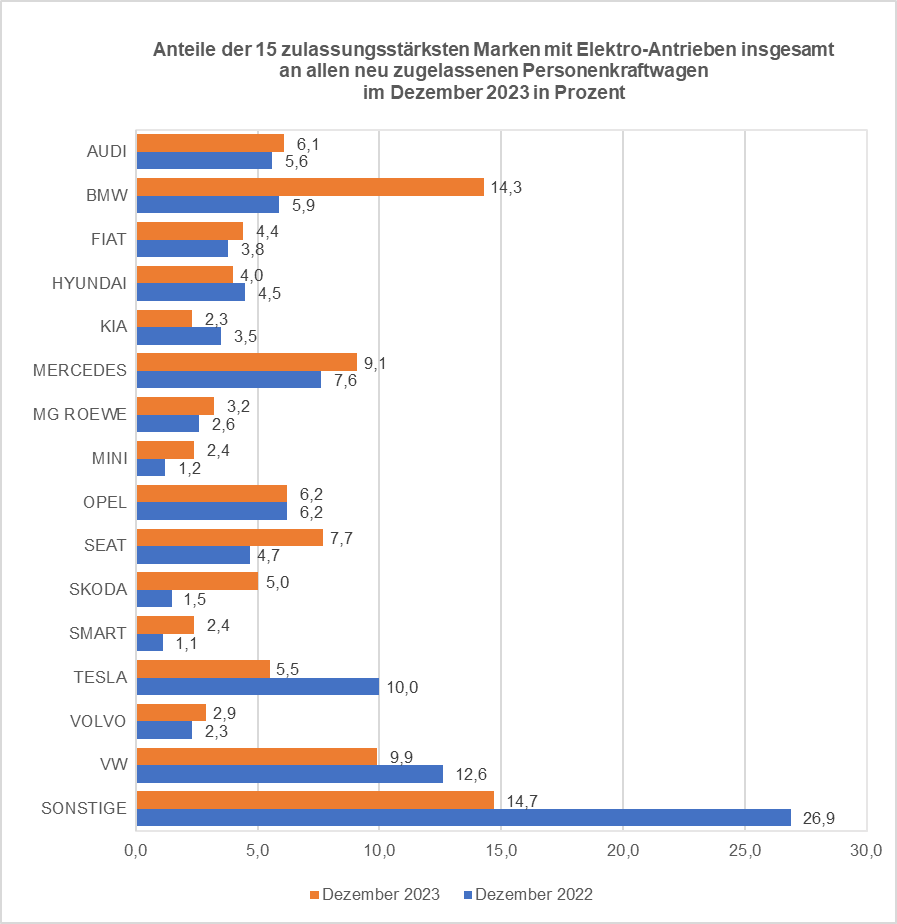 Anteile der 15 zulassungsstärksten Marken mit Elektro-Antrieben insgesamt
an allen neu zugelassenen Personenkraftwagen
im Dezember 2023 in Prozent
AUDI
6,1
5,6
BMW
14,3
5,9
FIAT
4,4
3,8
HYUNDAI
4,0
4,5
KIA
2,3
3,5
MERCEDES
9,1
7,6
MG ROEWE
3,2
2,6
MINI
2,4
1,2
OPEL
6,2
6,2
SEAT
7,7
4,7
SKODA
5,0
1,5
SMART
2,4
1,1
TESLA
5,5
10,0
VOLVO
2,9
2,3
VW
9,9
12,6
SONSTIGE
14,7
26,9
0,0 5,0 10,0 15,0 20,0 25,0 30,0
Dezember 2023 Dezember 2022